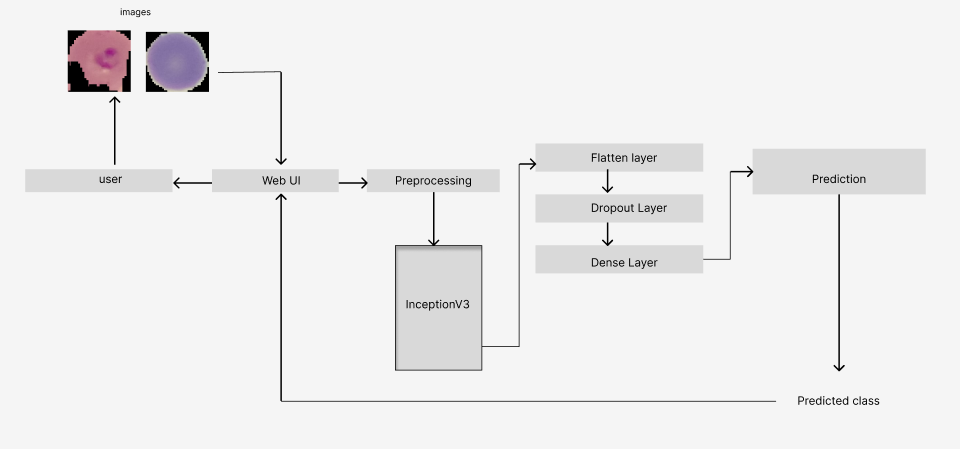 images
user
Web UI
Preprocessing
InceptionV3
Flatten layer
Dropout Layer
Dense Layer
Prediction
Predicted class